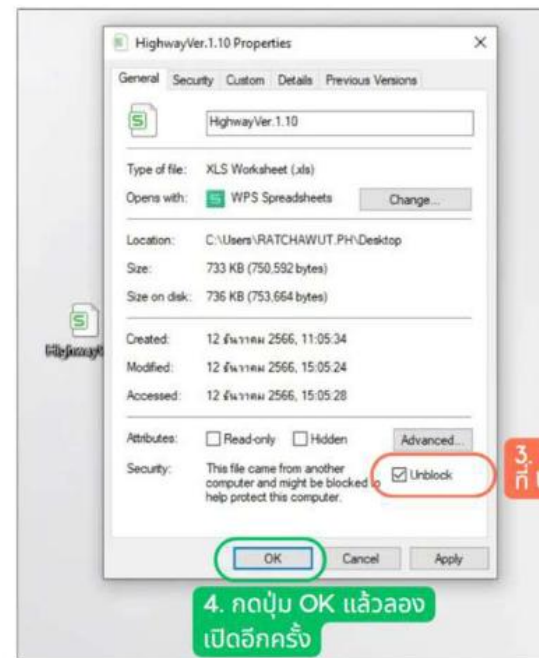 HighwayVer.1.10 Properties
General Security Custom Details Previous Versions
HighwayVer.1.10
Type of file: XLS Worksheet (.xls)
Opens with: WPS Spreadsheets Change...
Location: C:\Users\RATCHAWUT.PH\Desktop
Size: 733 KB (750,592 bytes)
Size on disk: 736 KB (753,664 bytes)
Created: 12 ธันวาคม 2566, 11:05:34
Modified: 12 ธันวาคม 2566, 15:05:24
Accessed: 12 ธันวาคม 2566, 15:05:28
Attributes: Read-only Hidden Advanced...
Security: This file came from another
computer and might be blocked to
help protect this computer.
Unblock
3.
ที่
OK Cancel Apply
4. กดปุ่ม OK แล้วลอง
เปิดอีกครั้ง